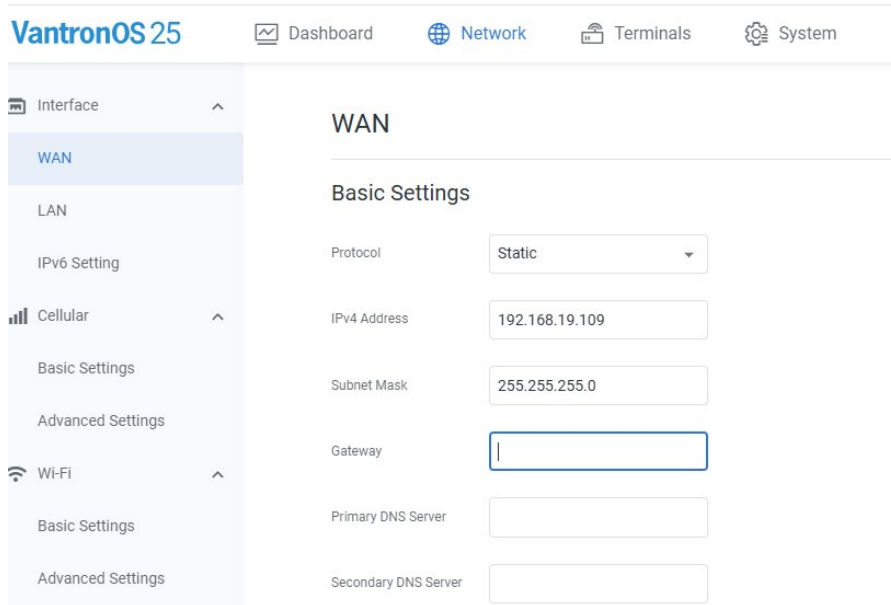 VantronOS 25
Dashboard
Network
Terminals
System
Interface
WAN
LAN
IPv6 Setting
Cellular
Basic Settings
Advanced Settings
Wi-Fi
Basic Settings
Advanced Settings
WAN
Basic Settings
Protocol
Static
IPv4 Address
192.168.19.109
Subnet Mask
255.255.255.0
Gateway
Primary DNS Server
Secondary DNS Server